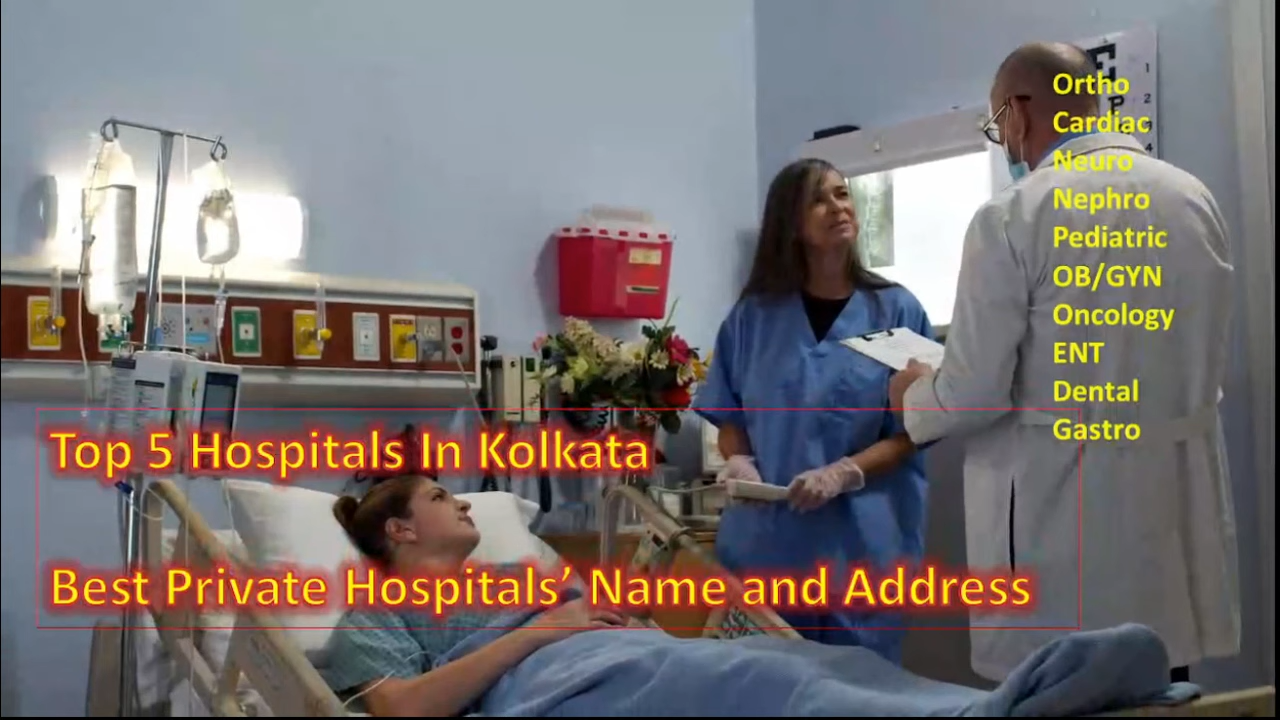 Ortho
Cardiac
Neuro
Nephro
Pediatric
OB/GYN
Oncology
ENT
Dental
Gastro
Top 5 Hospitals In Kolkata
Best Private Hospitals’ Name and Address